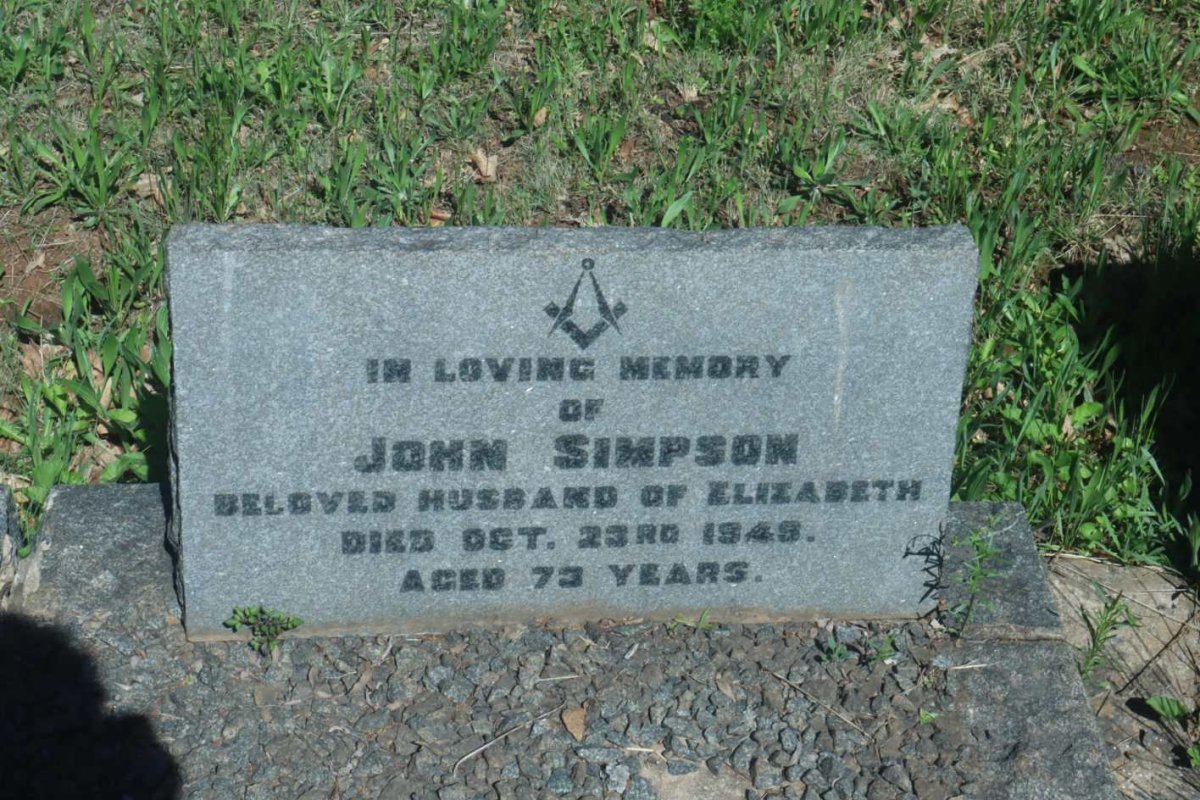 IN LOVING MEMORY
OF
JOHN SIMPSON
BELOVED HUSBAND OF ELIZABETH
DIED OCT. 23RD 1949.
AGED 73 YEARS.